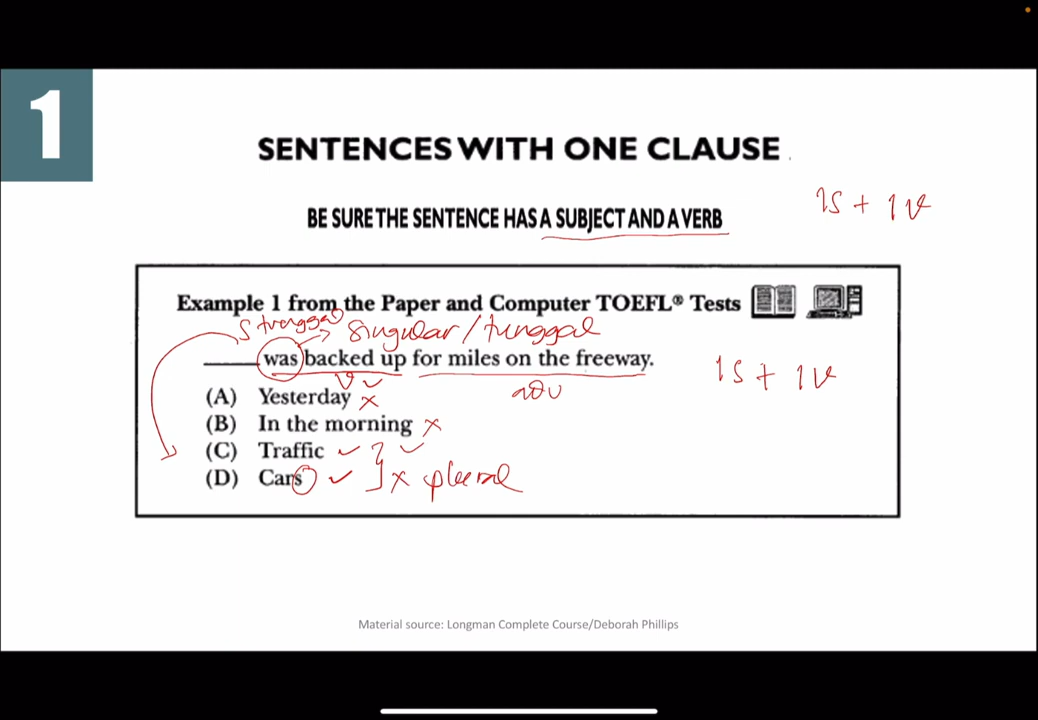 1
SENTENCES WITH ONE CLAUSE
1S + 1V
BE SURE THE SENTENCE HAS A SUBJECT AND A VERB
Example 1 from the Paper and Computer TOEFL® Tests
S tunggal singular/tunggal
_____ was backed up for miles on the freeway.
1S + 1V
V
adv
(A) Yesterday x
(B) In the morning x
(C) Traffic
(D) Cars x plural
Material source: Longman Complete Course/Deborah Phillips